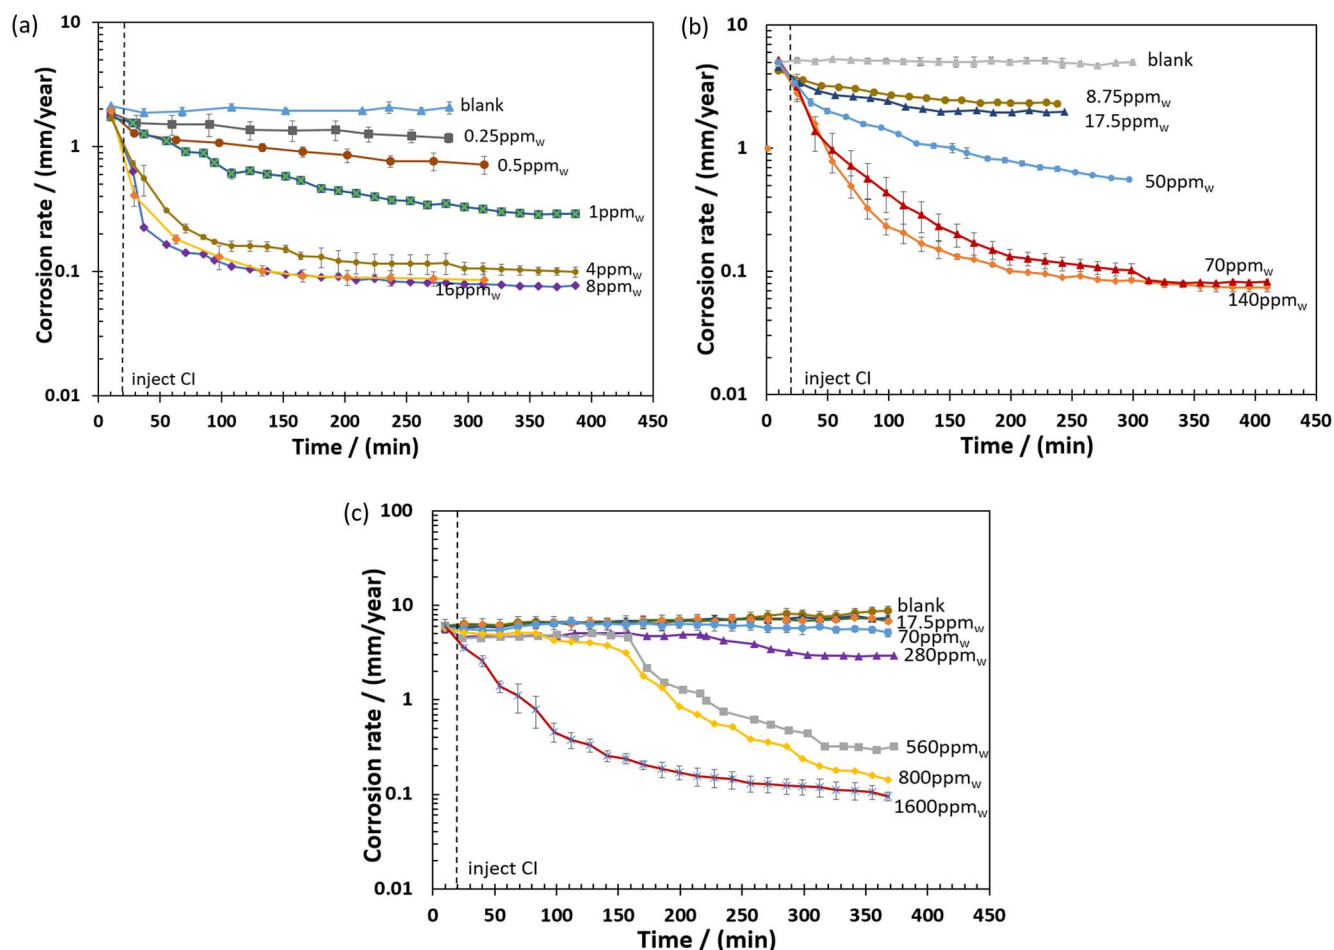 (a)
10
1
0.1
0.01
Corrosion rate / (mm/year)
blank
0.25ppmw
0.5ppmw
1ppmw
4ppmw
8ppmw
16ppmw
inject CI
0 50 100 150 200 250 300 350 400 450
Time / (min)
(b)
10
1
0.1
0.01
Corrosion rate / (mm/year)
blank
8.75ppmw
17.5ppmw
50ppmw
70ppmw
140ppmw
inject CI
0 50 100 150 200 250 300 350 400 450
Time / (min)
(c)
100
10
1
0.1
0.01
Corrosion rate / (mm/year)
blank
17.5ppmw
70ppmw
280ppmw
560ppmw
800ppmw
1600ppmw
inject CI
0 50 100 150 200 250 300 350 400 450
Time / (min)